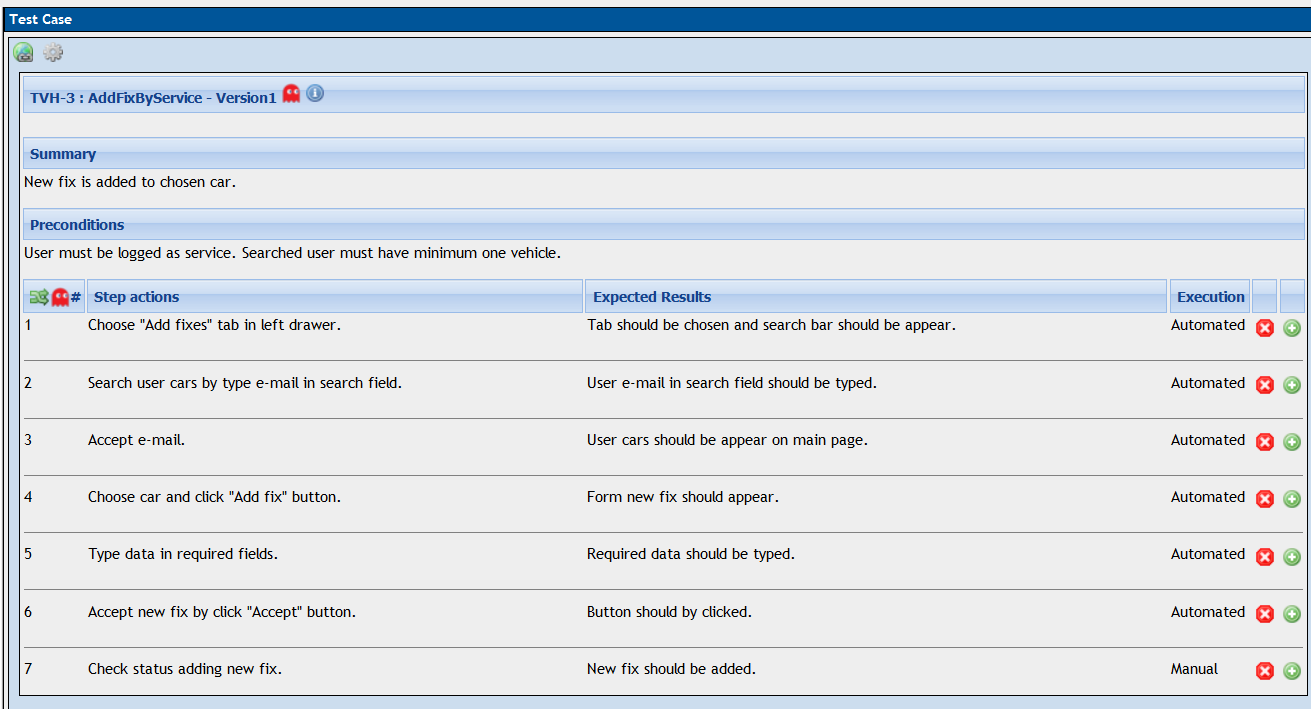 Test Case
TVH-3 : AddFixByService - Version1
Summary
New fix is added to chosen car.
Preconditions
User must be logged as service. Searched user must have minimum one vehicle.
# Step actions Expected Results Execution
1 Choose "Add fixes" tab in left drawer. Tab should be chosen and search bar should be appear. Automated
2 Search user cars by type e-mail in search field. User e-mail in search field should be typed. Automated
3 Accept e-mail. User cars should be appear on main page. Automated
4 Choose car and click "Add fix" button. Form new fix should appear. Automated
5 Type data in required fields. Required data should be typed. Automated
6 Accept new fix by click "Accept" button. Button should by clicked. Automated
7 Check status adding new fix. New fix should be added. Manual